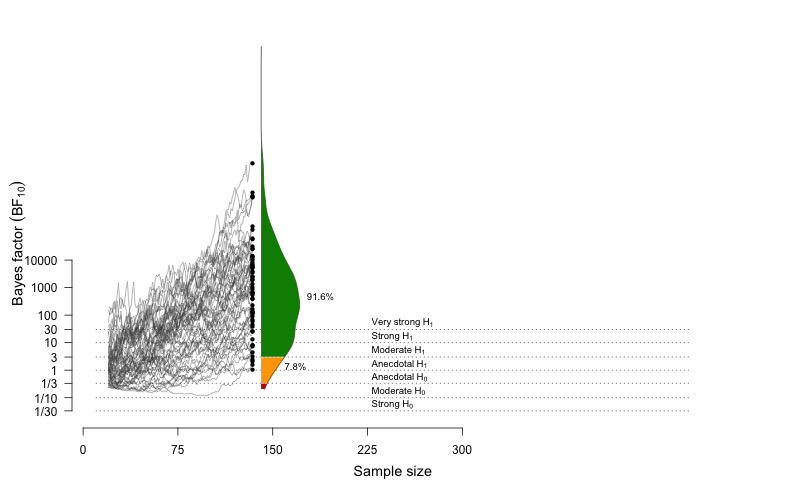 Bayes factor (BF₁₀)
10000
1000
100
30
10
3
1
1/3
1/10
1/30
91.6%
7.8%
Very strong H₁
Strong H₁
Moderate H₁
Anecdotal H₁
Anecdotal H₀
Moderate H₀
Strong H₀
0 75 150 225 300
Sample size